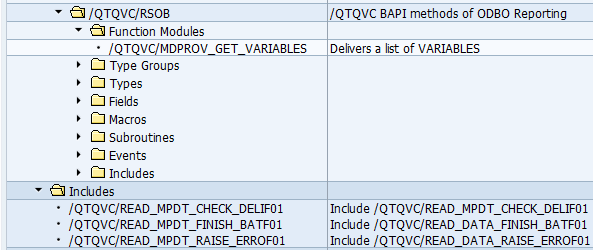 /QTQVC/RSOB /QTQVC BAPI methods of ODBO Reporting
Function Modules
/QTQVC/MDPROV_GET_VARIABLES Delivers a list of VARIABLES
Type Groups
Types
Fields
Macros
Subroutines
Events
Includes
Includes
/QTQVC/READ_MPDT_CHECK_DELIF01 Include /QTQVC/READ_MPDT_CHECK_DELIF01
/QTQVC/READ_MPDT_FINISH_BATF01 Include /QTQVC/READ_DATA_FINISH_BATF01
/QTQVC/READ_MPDT_RAISE_ERROF01 Include /QTQVC/READ_DATA_RAISE_ERROF01